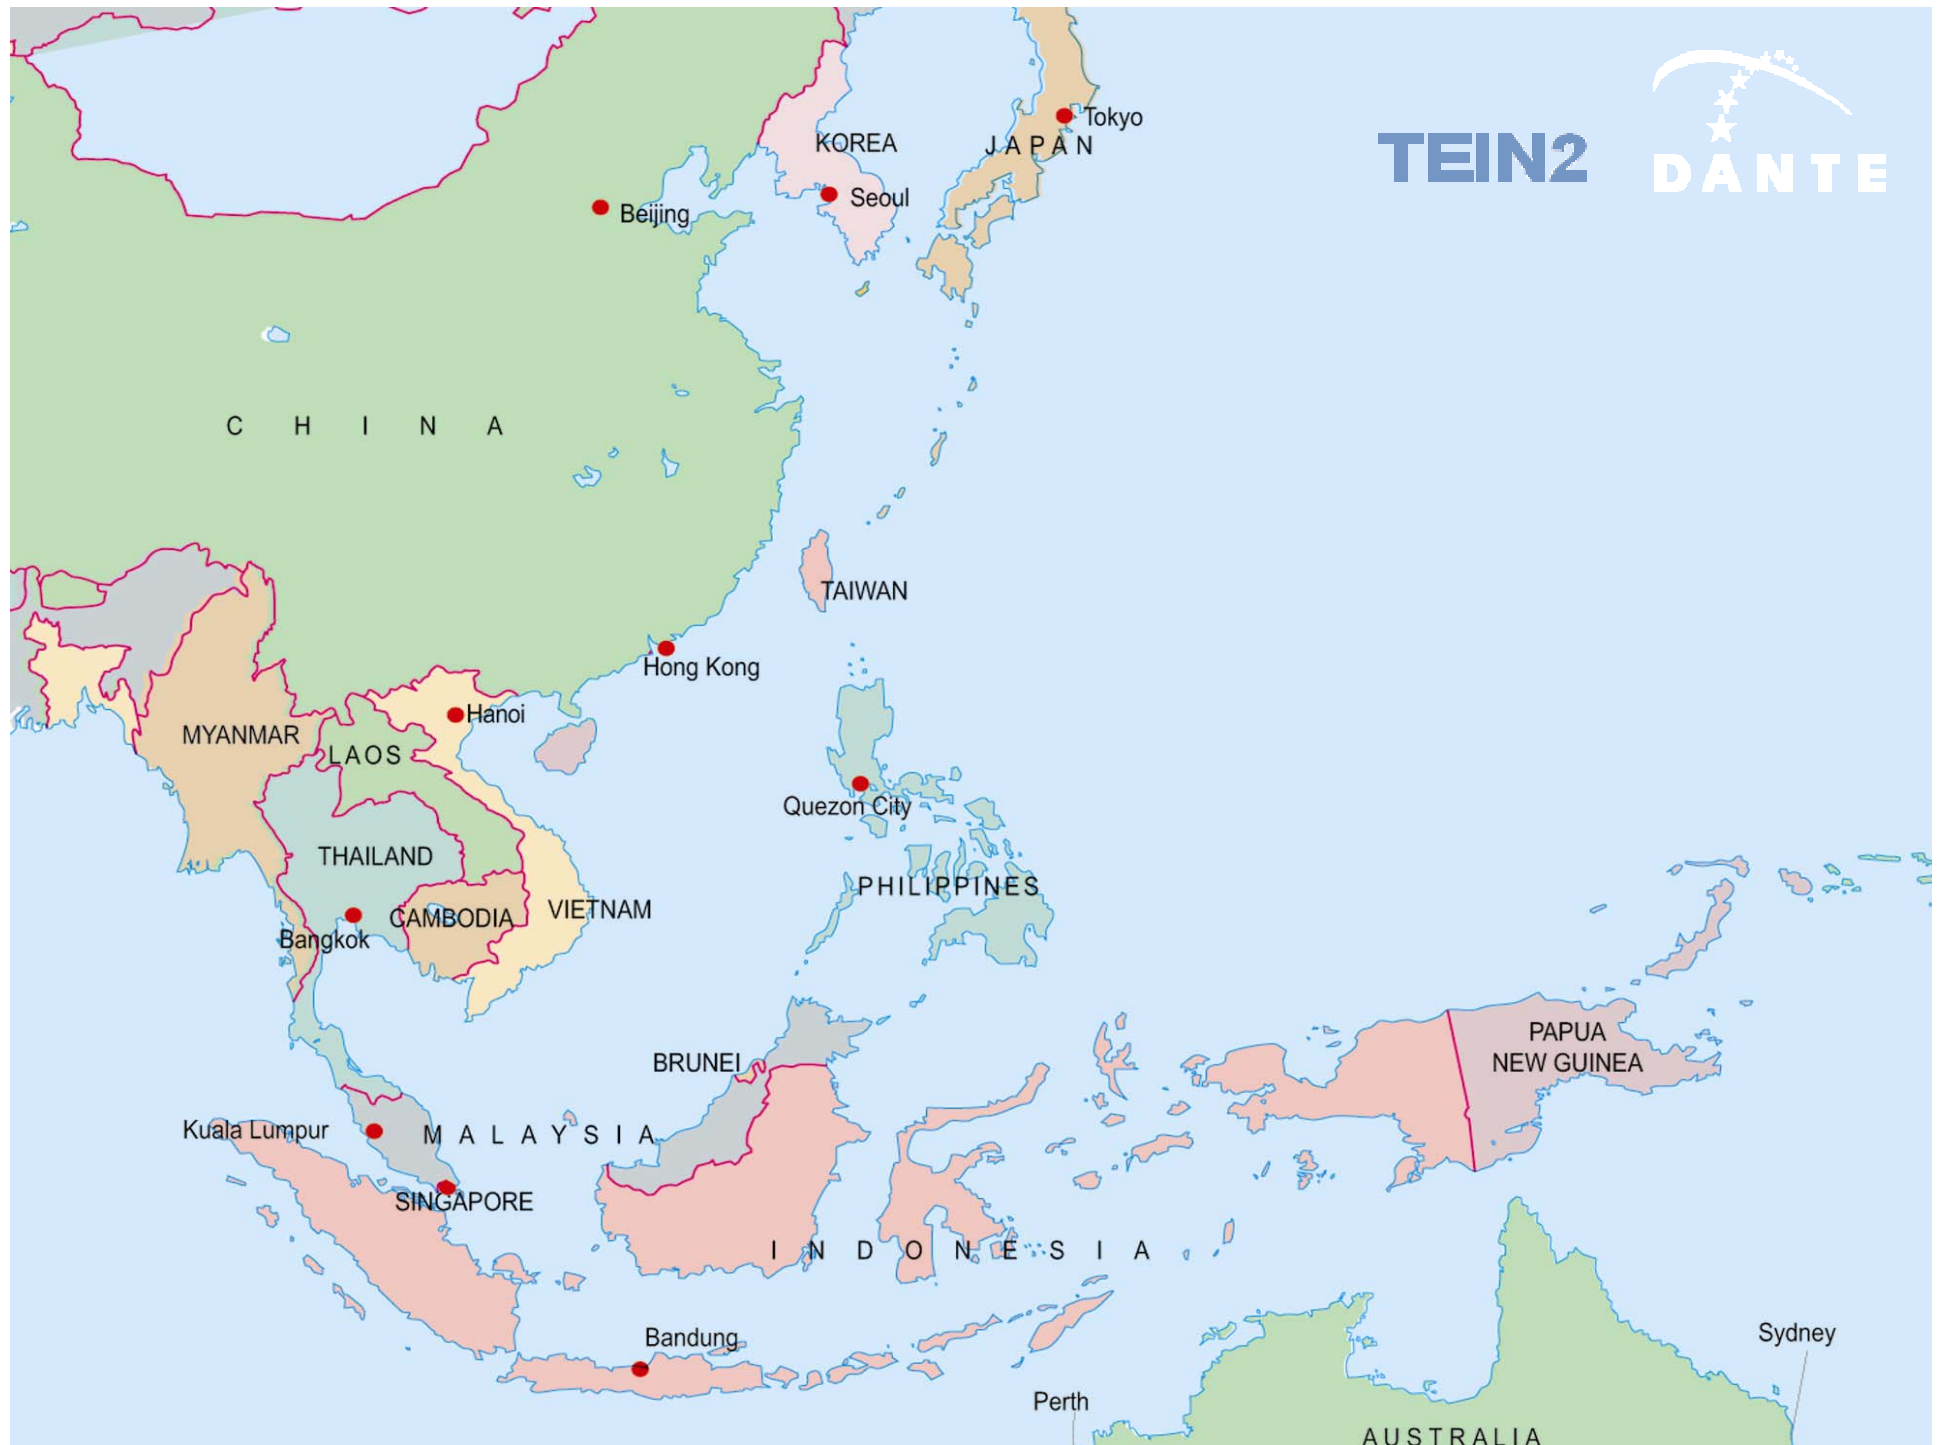 Tokyo
KOREA
JAPAN
TEIN2
DANTE
Seoul
Beijing
CHINA
TAIWAN
Hong Kong
Hanoi
MYANMAR
LAOS
Quezon City
THAILAND
PHILIPPINES
CAMBODIA
VIETNAM
Bangkok
PAPUA
NEW GUINEA
BRUNEI
Kuala Lumpur
MALAYSIA
SINGAPORE
INDONESIA
Bandung
Sydney
Perth
AUSTRALIA